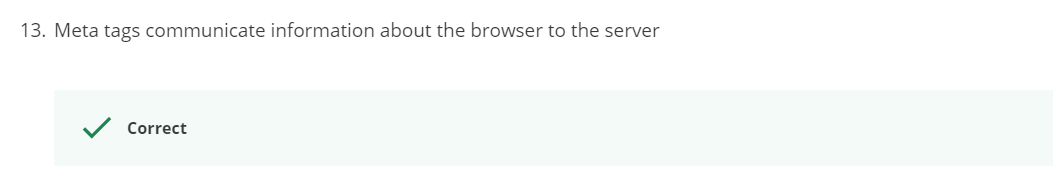 13. Meta tags communicate information about the browser to the server
Correct